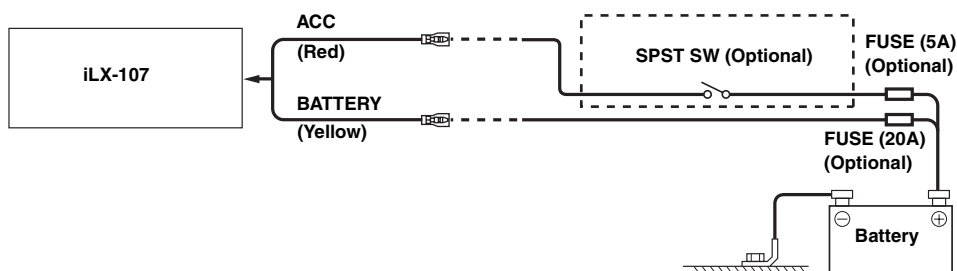 iLX-107
ACC
(Red)
BATTERY
(Yellow)
SPST SW (Optional)
FUSE (5A)
(Optional)
FUSE (20A)
(Optional)
Battery